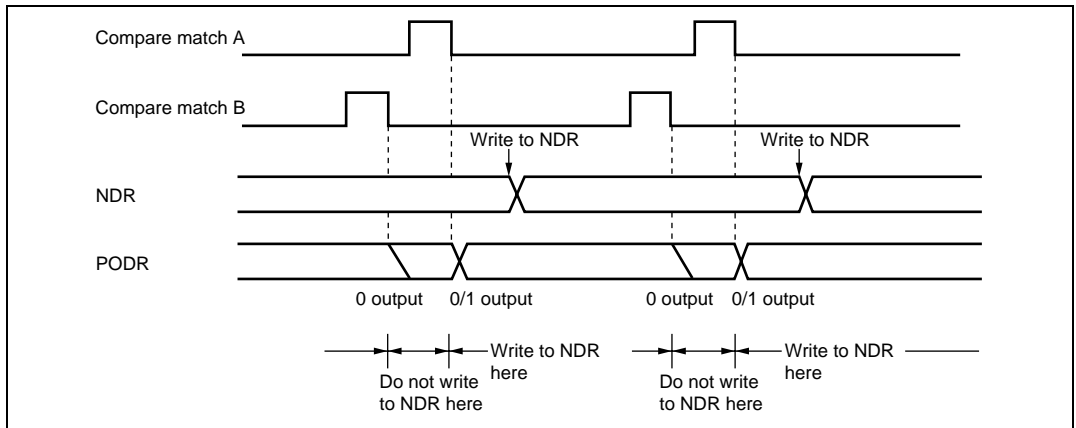 Compare match A
Compare match B
Write to NDR
Write to NDR
NDR
PODR
0 output
0/1 output
0 output
0/1 output
Write to NDR
here
Do not write
to NDR here
Write to NDR
here
Do not write
to NDR here